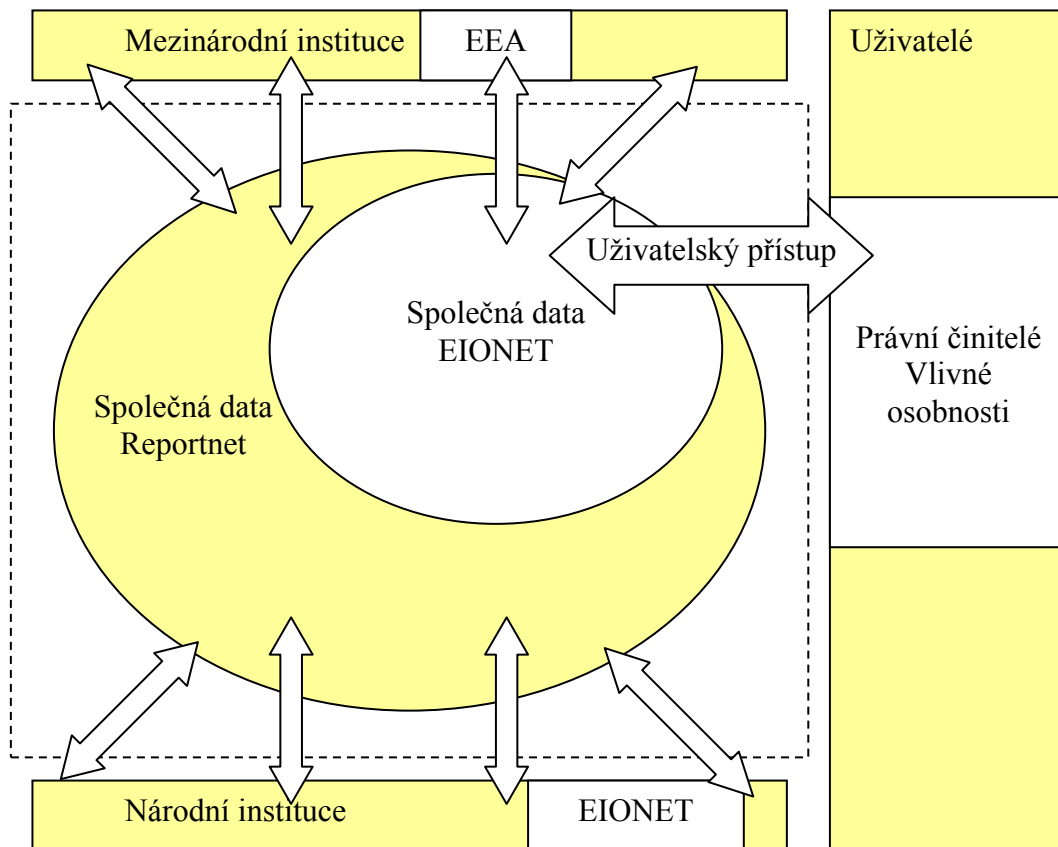 Mezinárodní instituce
EEA
Uživatelé
Uživatelský přístup
Společná data
EIONET
Právní činitelé
Vlivné
osobnosti
Společná data
Reportnet
Národní instituce
EIONET